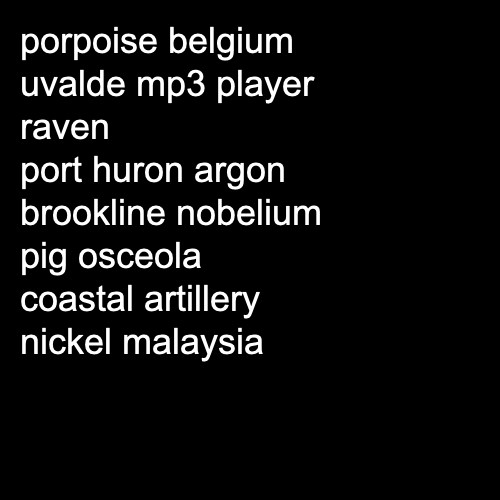 porpoise belgium
uvalde mp3 player
raven
port huron argon
brookline nobelium
pig osceola
coastal artillery
nickel malaysia